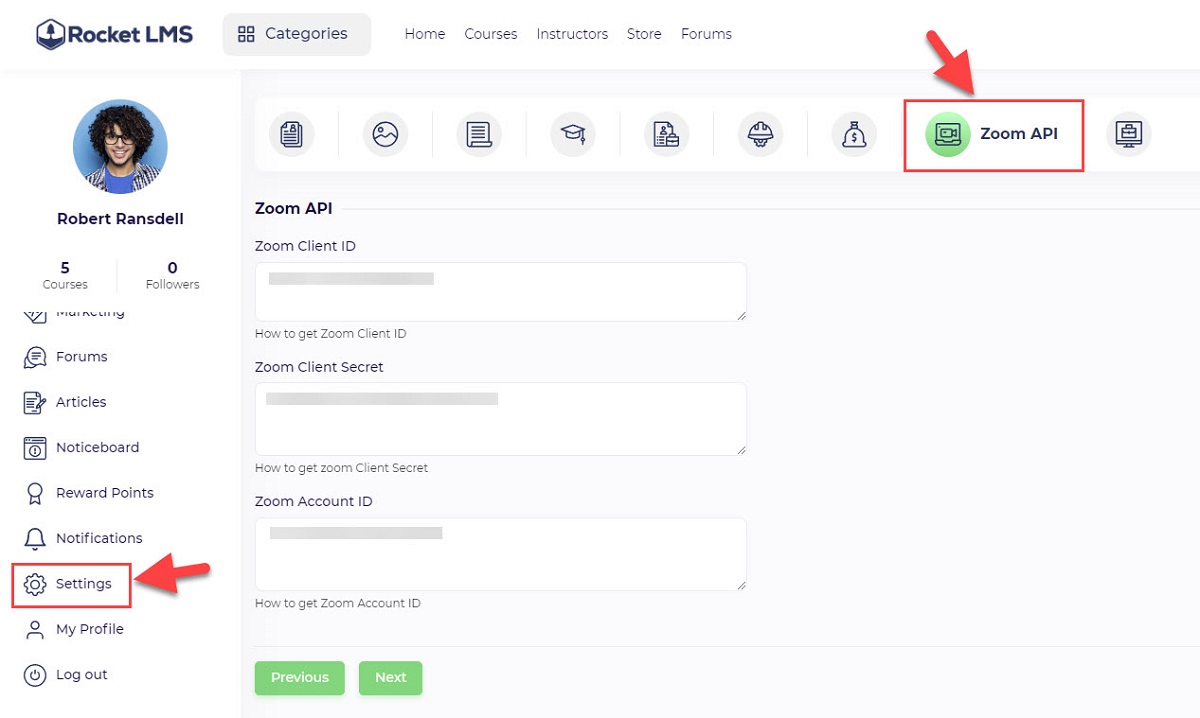 Rocket LMS
Categories
Home
Courses
Instructors
Store
Forums
Zoom API
Robert Ransdell
5
Courses
0
Followers
Marketing
Forums
Articles
Noticeboard
Reward Points
Notifications
Settings
My Profile
Log out
Zoom API
Zoom Client ID
How to get Zoom Client ID
Zoom Client Secret
How to get zoom Client Secret
Zoom Account ID
How to get Zoom Account ID
Previous
Next